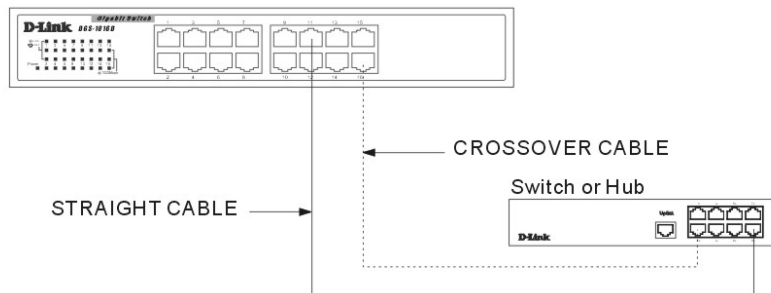 Gigabit Switch
D-Link DGS-1016D
1 3 5 7 9 11 13 15
Power
2 4 6 8 10 12 14 16
CROSSOVER CABLE
Switch or Hub
STRAIGHT CABLE
Uplink
D-Link